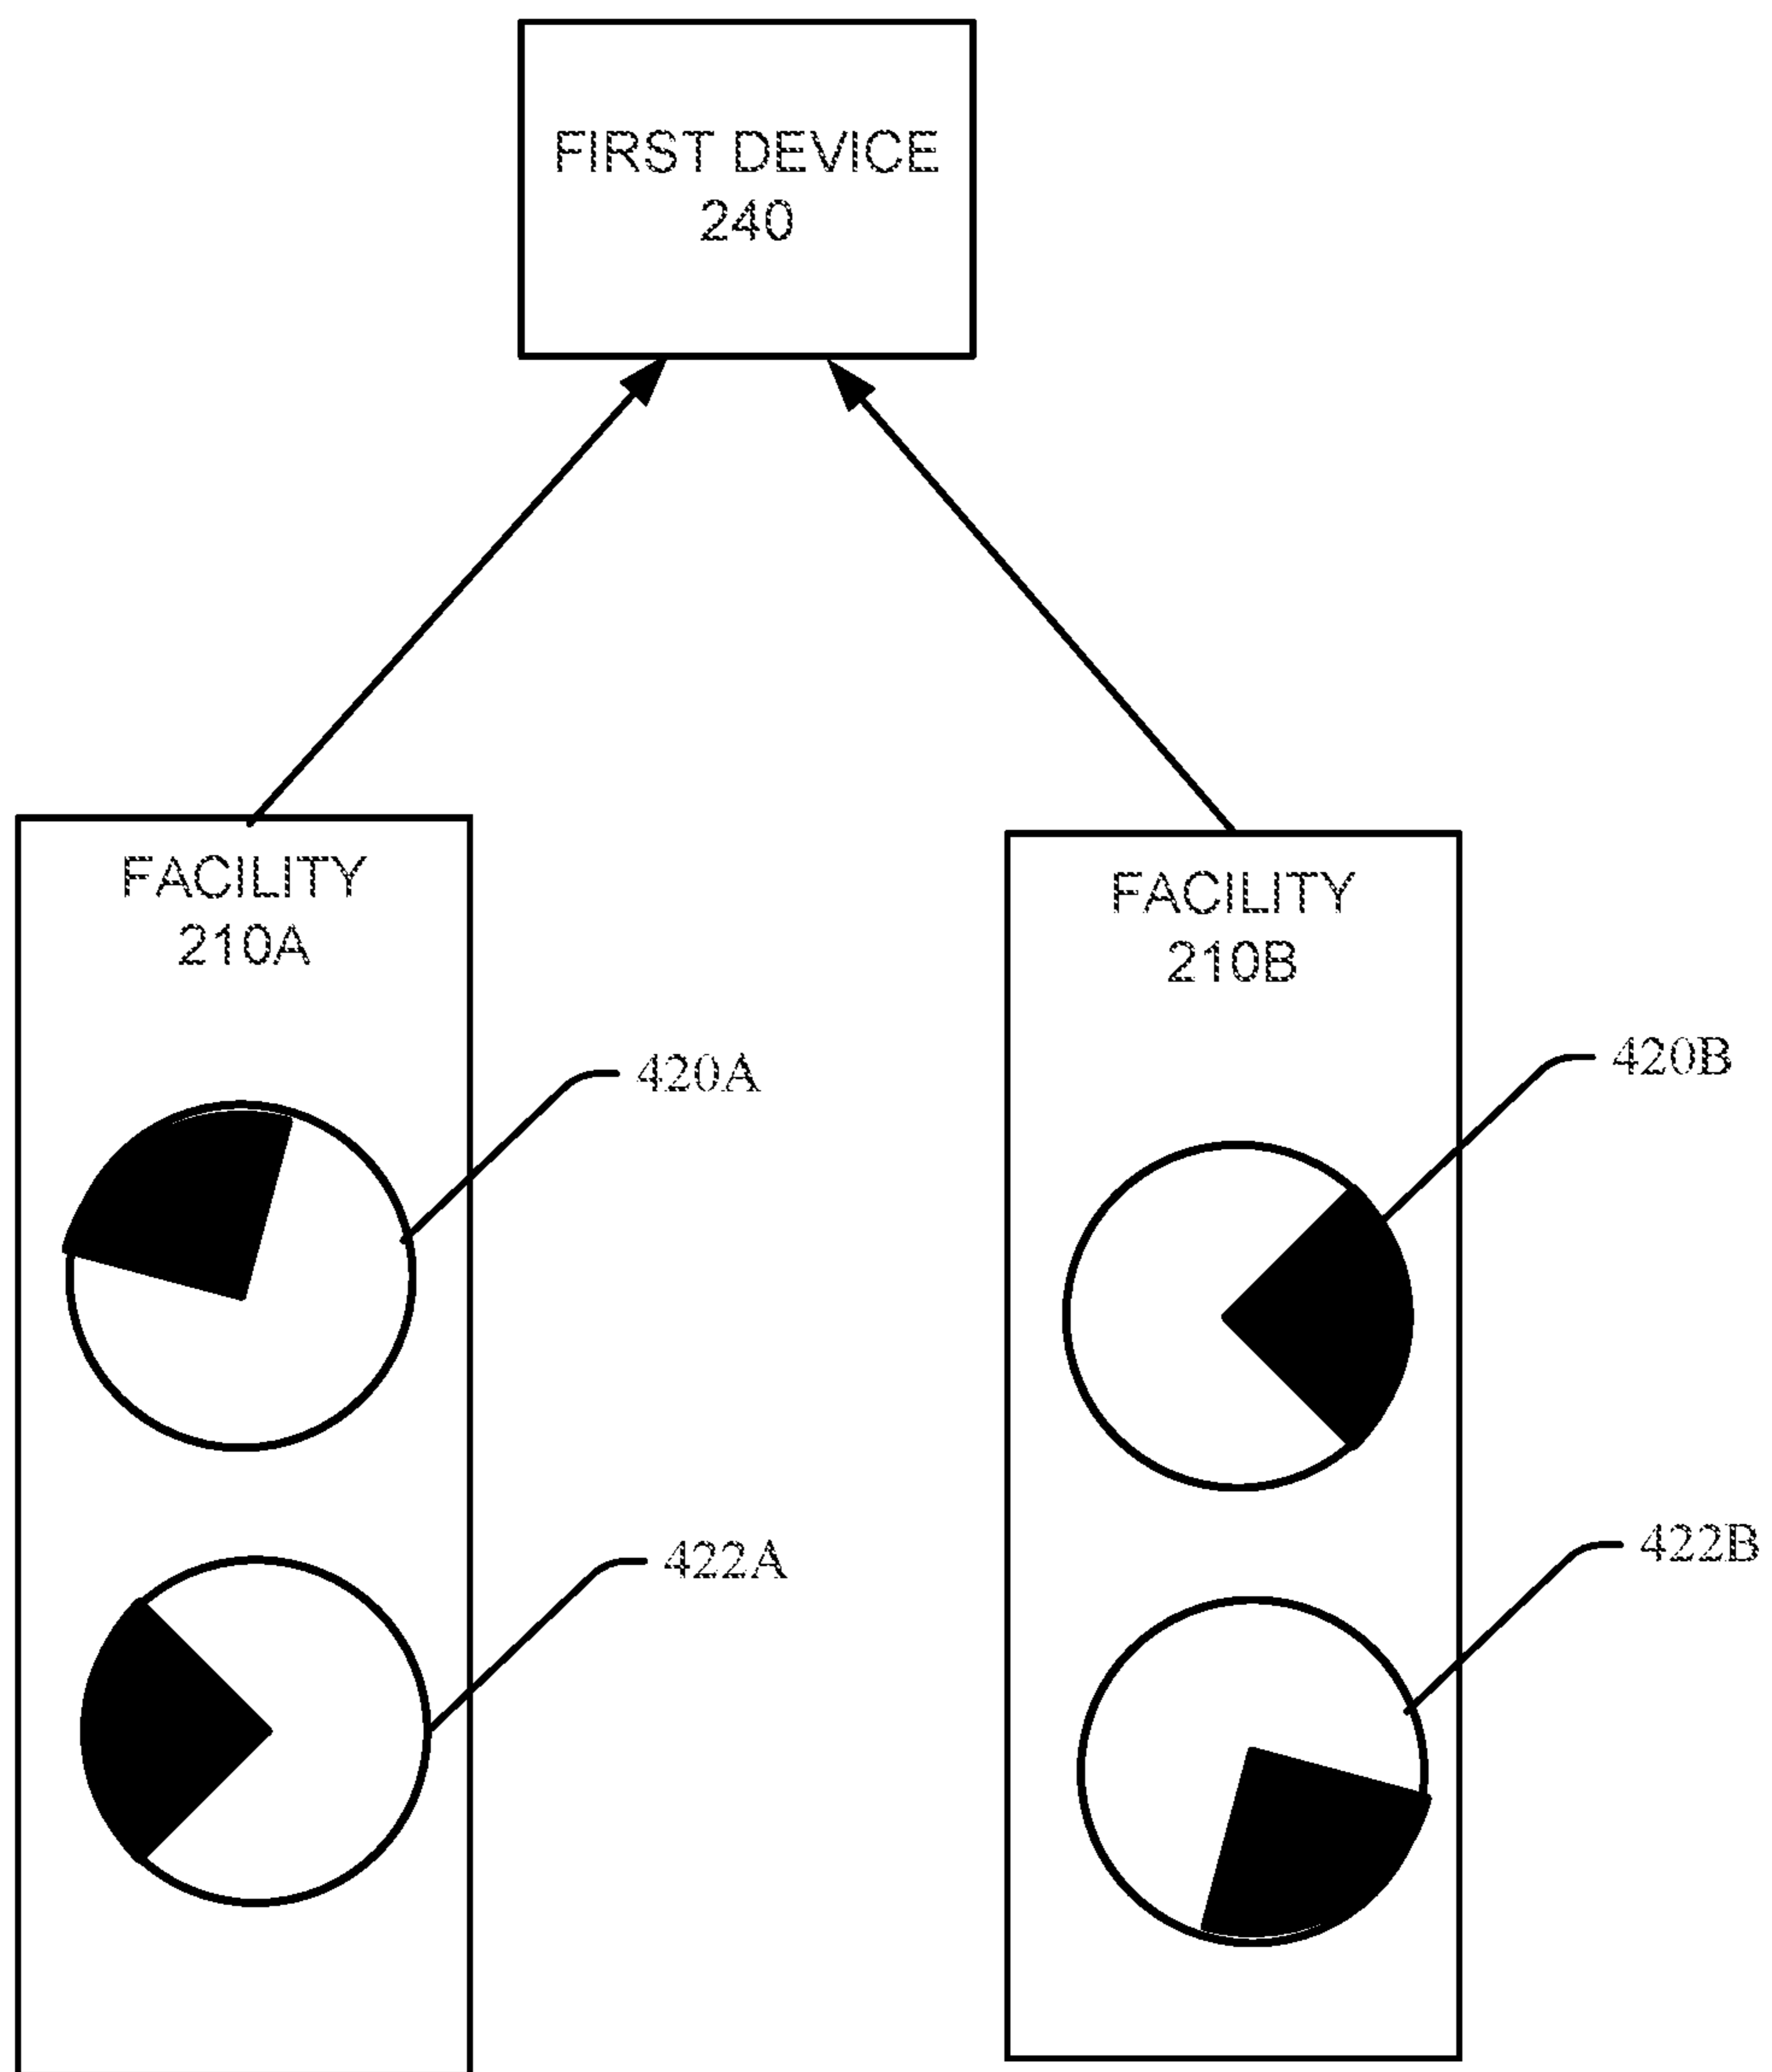 FIRST DEVICE
240
FACILITY
210A
FACILITY
210B
420A
420B
422A
422B